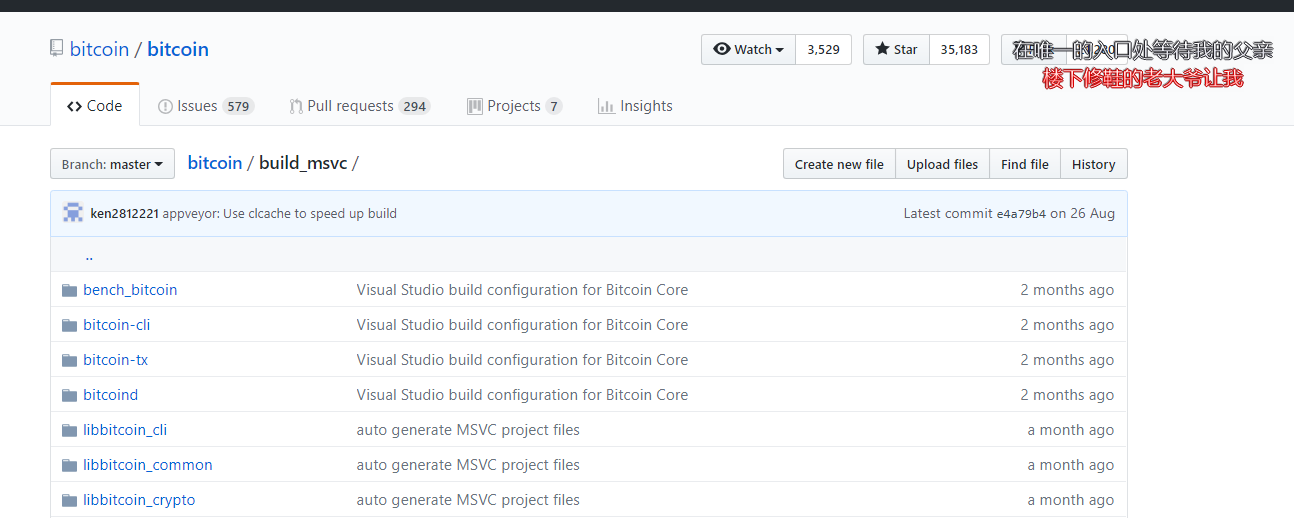 bitcoin / bitcoin
Watch 3,529 Star 35,183
在唯一的入口处等待我的父亲
楼下修鞋的老大爷让我
Code Issues 579 Pull requests 294 Projects 7 Insights
Branch: master bitcoin / build_msvc / Create new file Upload files Find file History
ken2812221 appveyor: Use clcache to speed up build Latest commit e4a79b4 on 26 Aug
..
bench_bitcoin Visual Studio build configuration for Bitcoin Core 2 months ago
bitcoin-cli Visual Studio build configuration for Bitcoin Core 2 months ago
bitcoin-tx Visual Studio build configuration for Bitcoin Core 2 months ago
bitcoind Visual Studio build configuration for Bitcoin Core 2 months ago
libbitcoin_cli auto generate MSVC project files a month ago
libbitcoin_common auto generate MSVC project files a month ago
libbitcoin_crypto auto generate MSVC project files a month ago